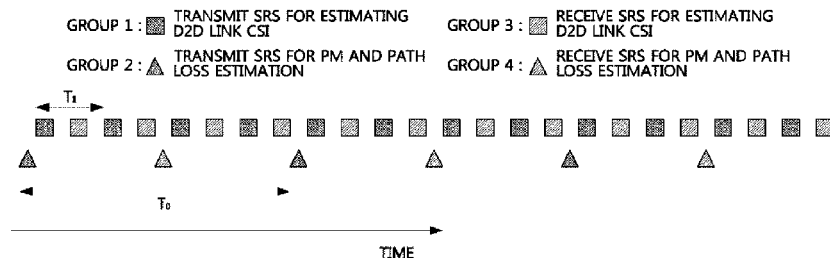 GROUP 1 : TRANSMIT SRS FOR ESTIMATING
D2D LINK CSI
GROUP 3 : RECEIVE SRS FOR ESTIMATING
D2D LINK CSI
GROUP 2 : TRANSMIT SRS FOR PM AND PATH
LOSS ESTIMATION
GROUP 4 : RECEIVE SRS FOR PM AND PATH
LOSS ESTIMATION
T₁
T₀
TIME